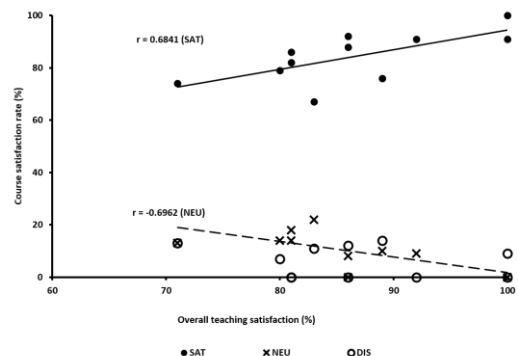 100
r = 0.6841 (SAT)
80
60
40
20
r = -0.6962 (NEU)
0
60 70 80 90 100
Course satisfaction rate (%)
Overall teaching satisfaction (%)
SAT NEU DIS